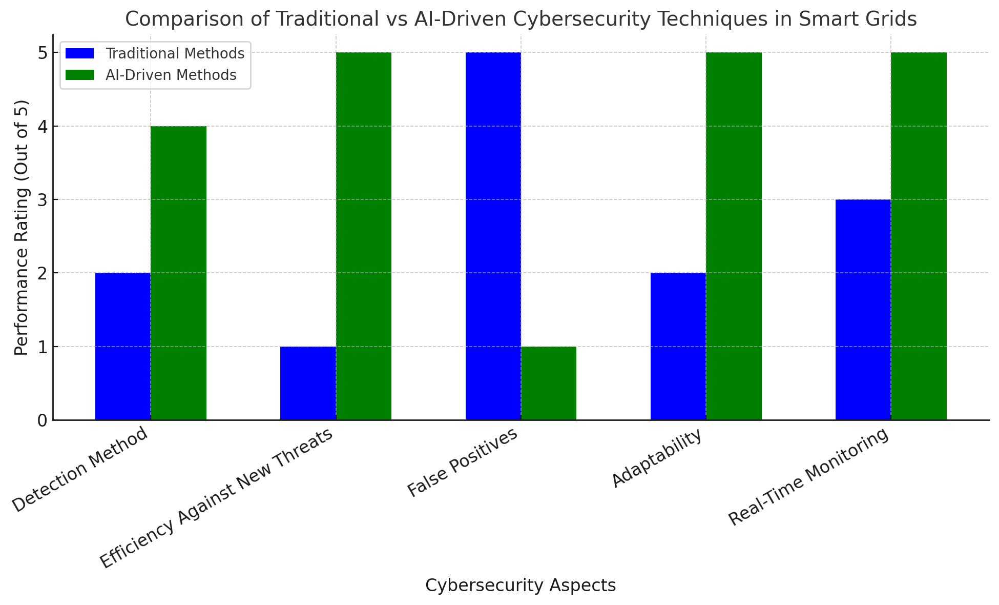 Comparison of Traditional vs AI-Driven Cybersecurity Techniques in Smart Grids
Traditional Methods
AI-Driven Methods
Performance Rating (Out of 5)
5
4
3
2
1
0
Detection Method
Efficiency Against New Threats
False Positives
Adaptability
Real-Time Monitoring
Cybersecurity Aspects